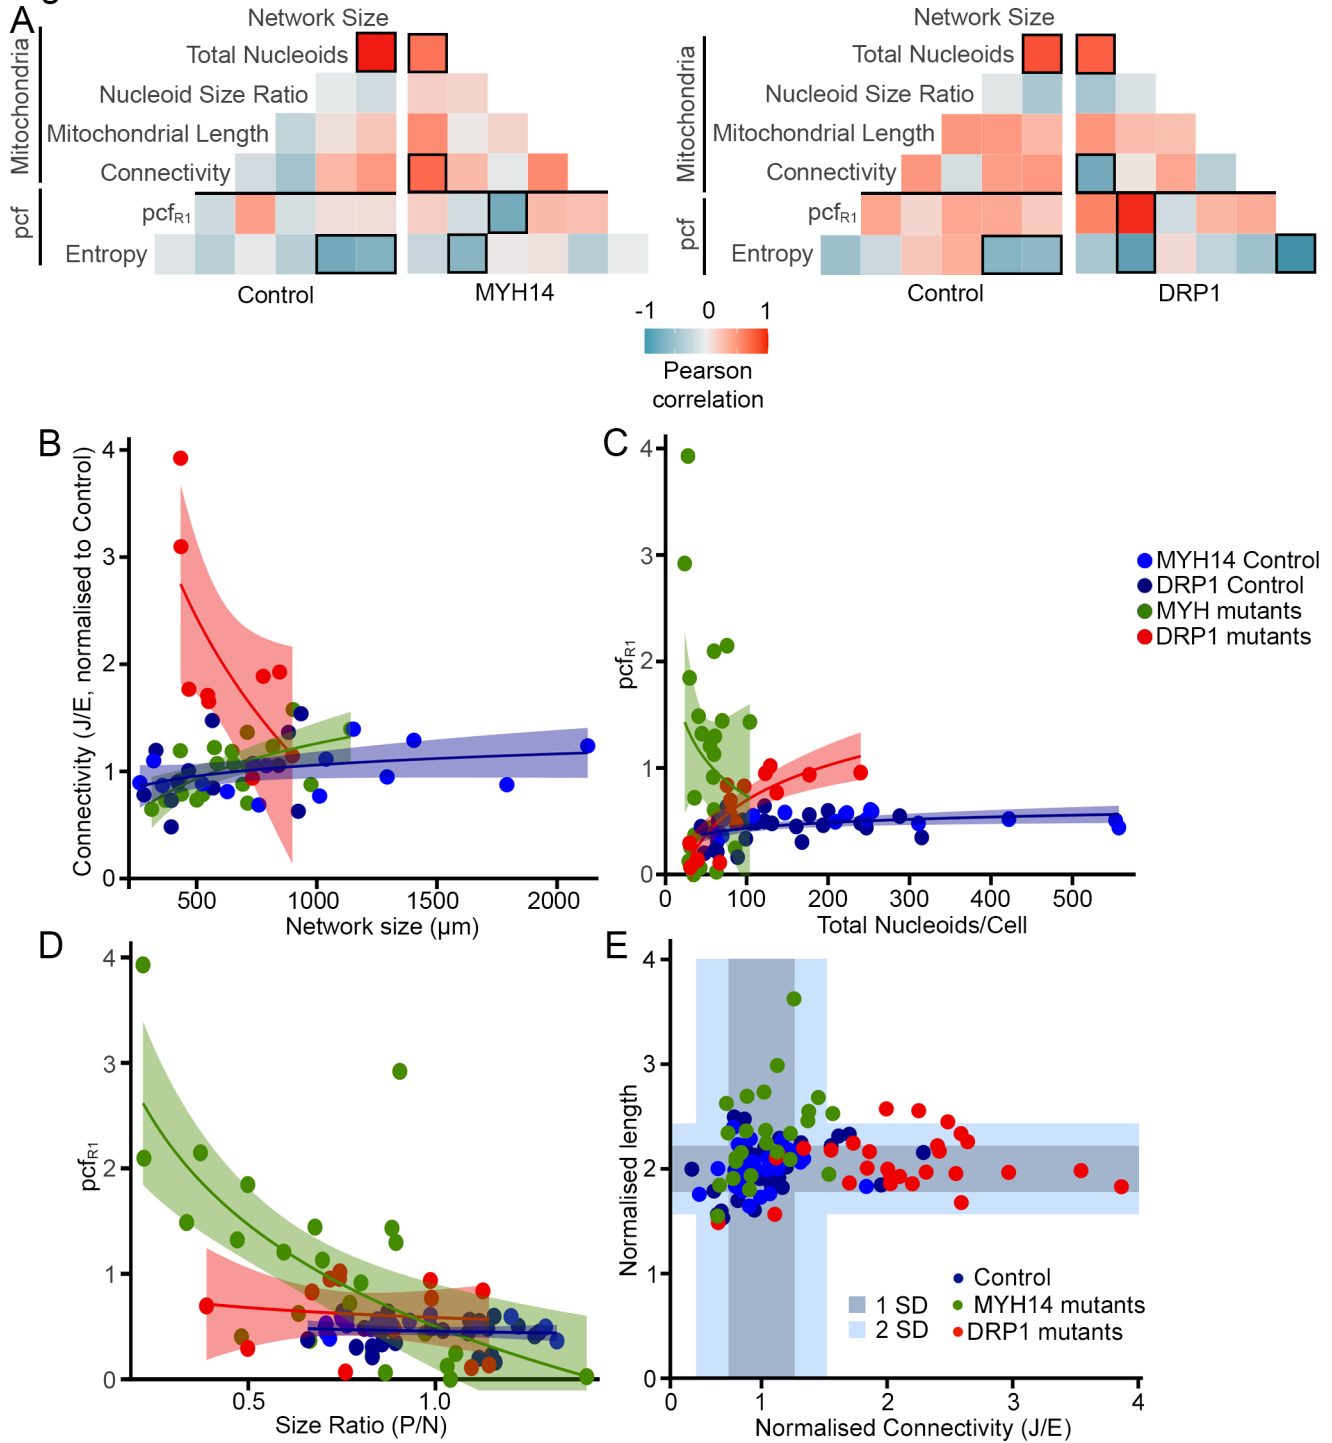 A
Network Size
Total Nucleoids
Nucleoid Size Ratio
Mitochondrial Length
Connectivity
pcfR1
Entropy
Mitochondria
pcf
Control
MYH14
Network Size
Total Nucleoids
Nucleoid Size Ratio
Mitochondrial Length
Connectivity
pcfR1
Entropy
Mitochondria
pcf
Control
DRP1
-1 0 1
Pearson
correlation
B
Connectivity (J/E, normalised to Control)
4
3
2
1
0
500 1000 1500 2000
Network size (µm)
C
pcfR1
4
3
2
1
0
0 100 200 300 400 500
Total Nucleoids/Cell
MYH14 Control
DRP1 Control
MYH mutants
DRP1 mutants
D
pcfR1
4
3
2
1
0
0.5 1.0
Size Ratio (P/N)
E
Normalised length
4
3
2
1
0
0 1 2 3 4
Normalised Connectivity (J/E)
1 SD
2 SD
Control
MYH14 mutants
DRP1 mutants